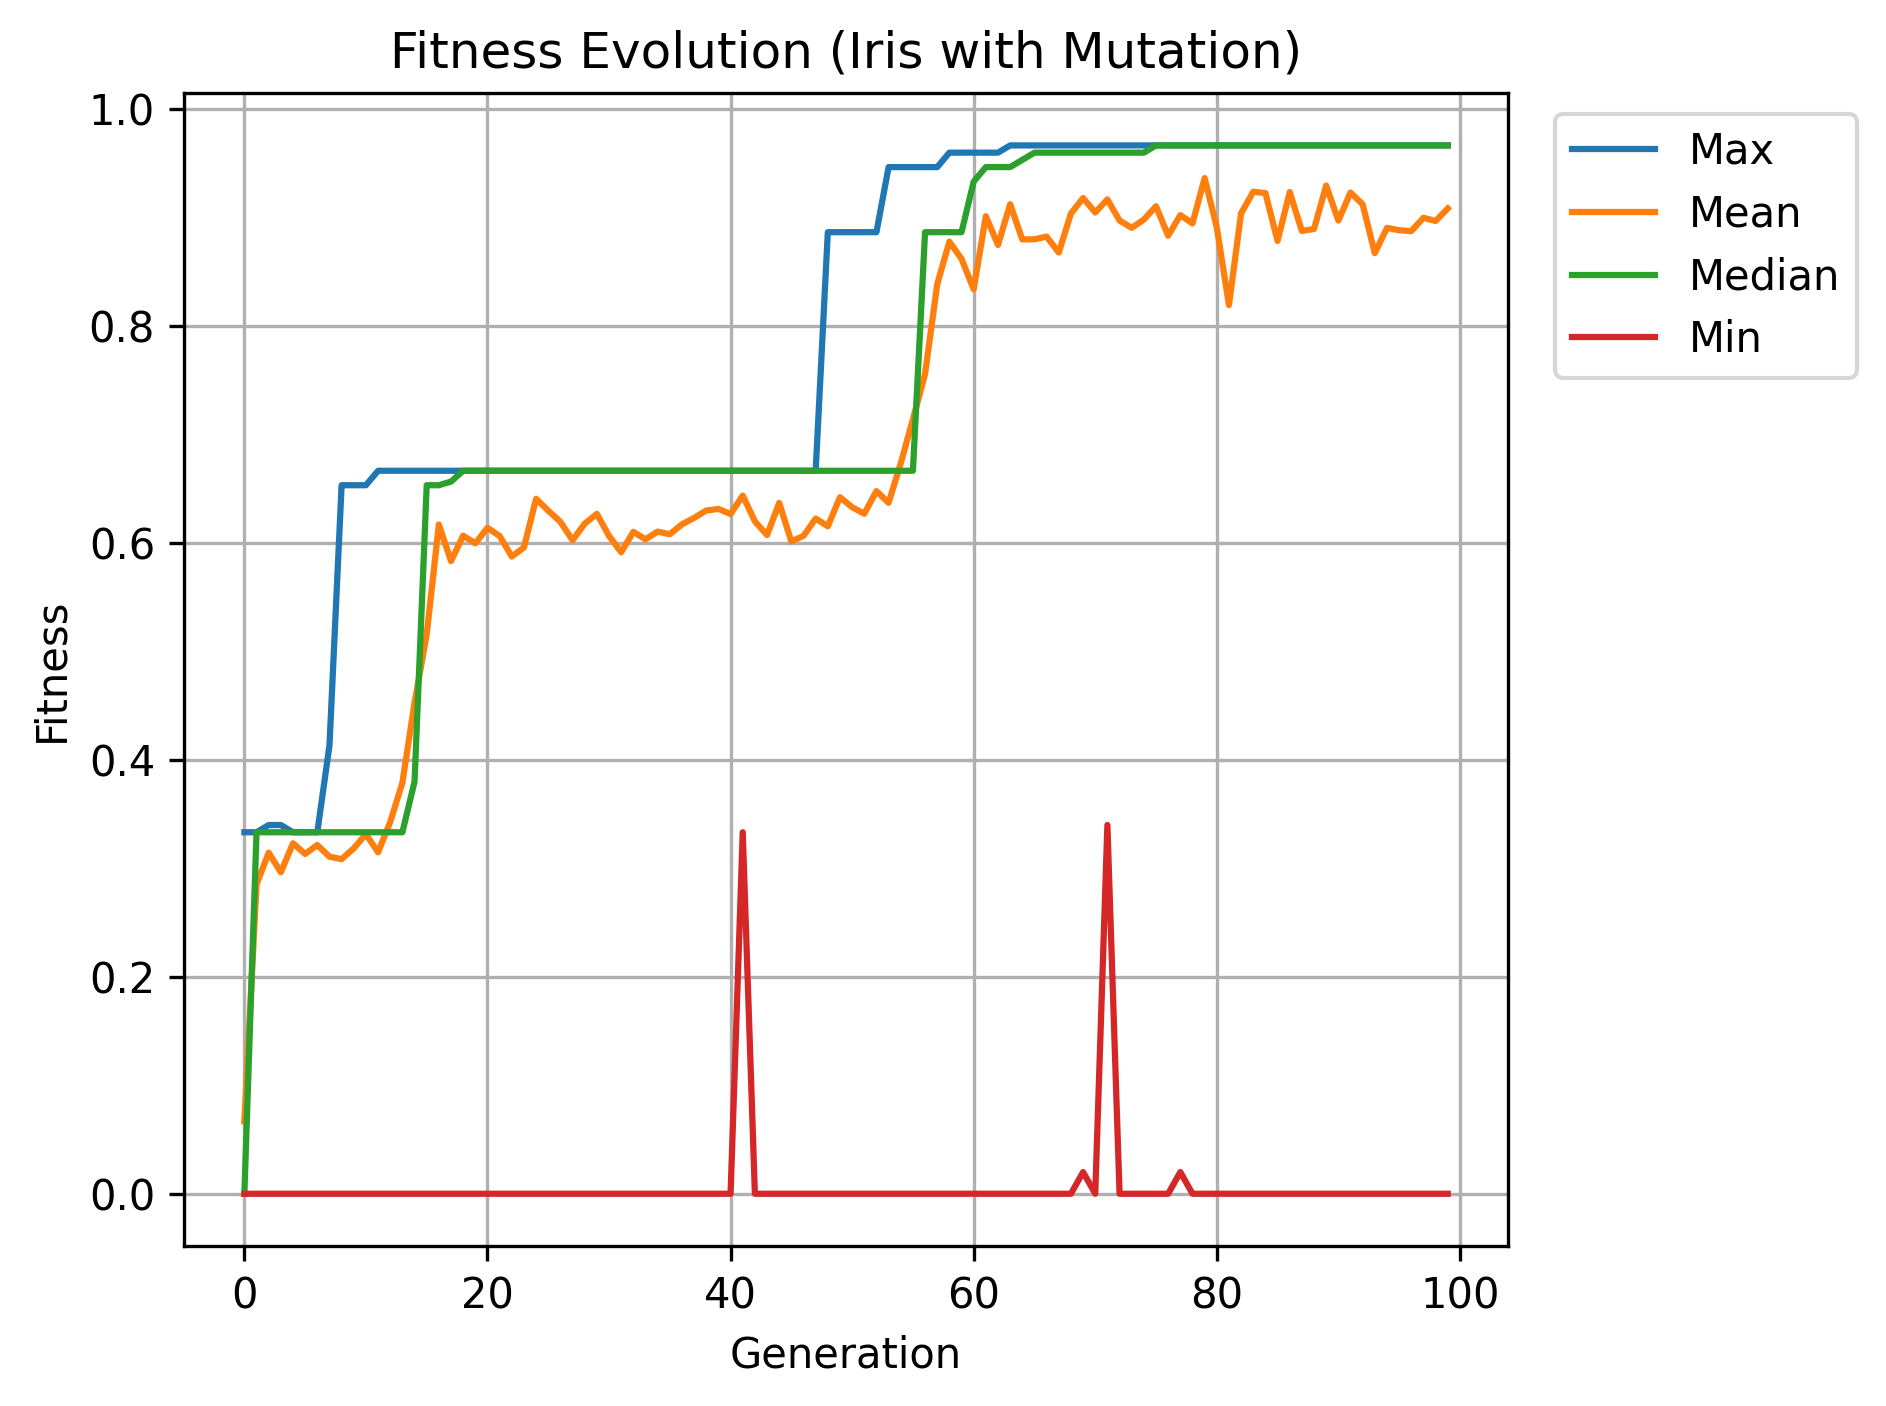 Fitness Evolution (Iris with Mutation)
1.0
0.8
0.6
0.4
0.2
0.0
Fitness
0 20 40 60 80 100
Generation
Max
Mean
Median
Min